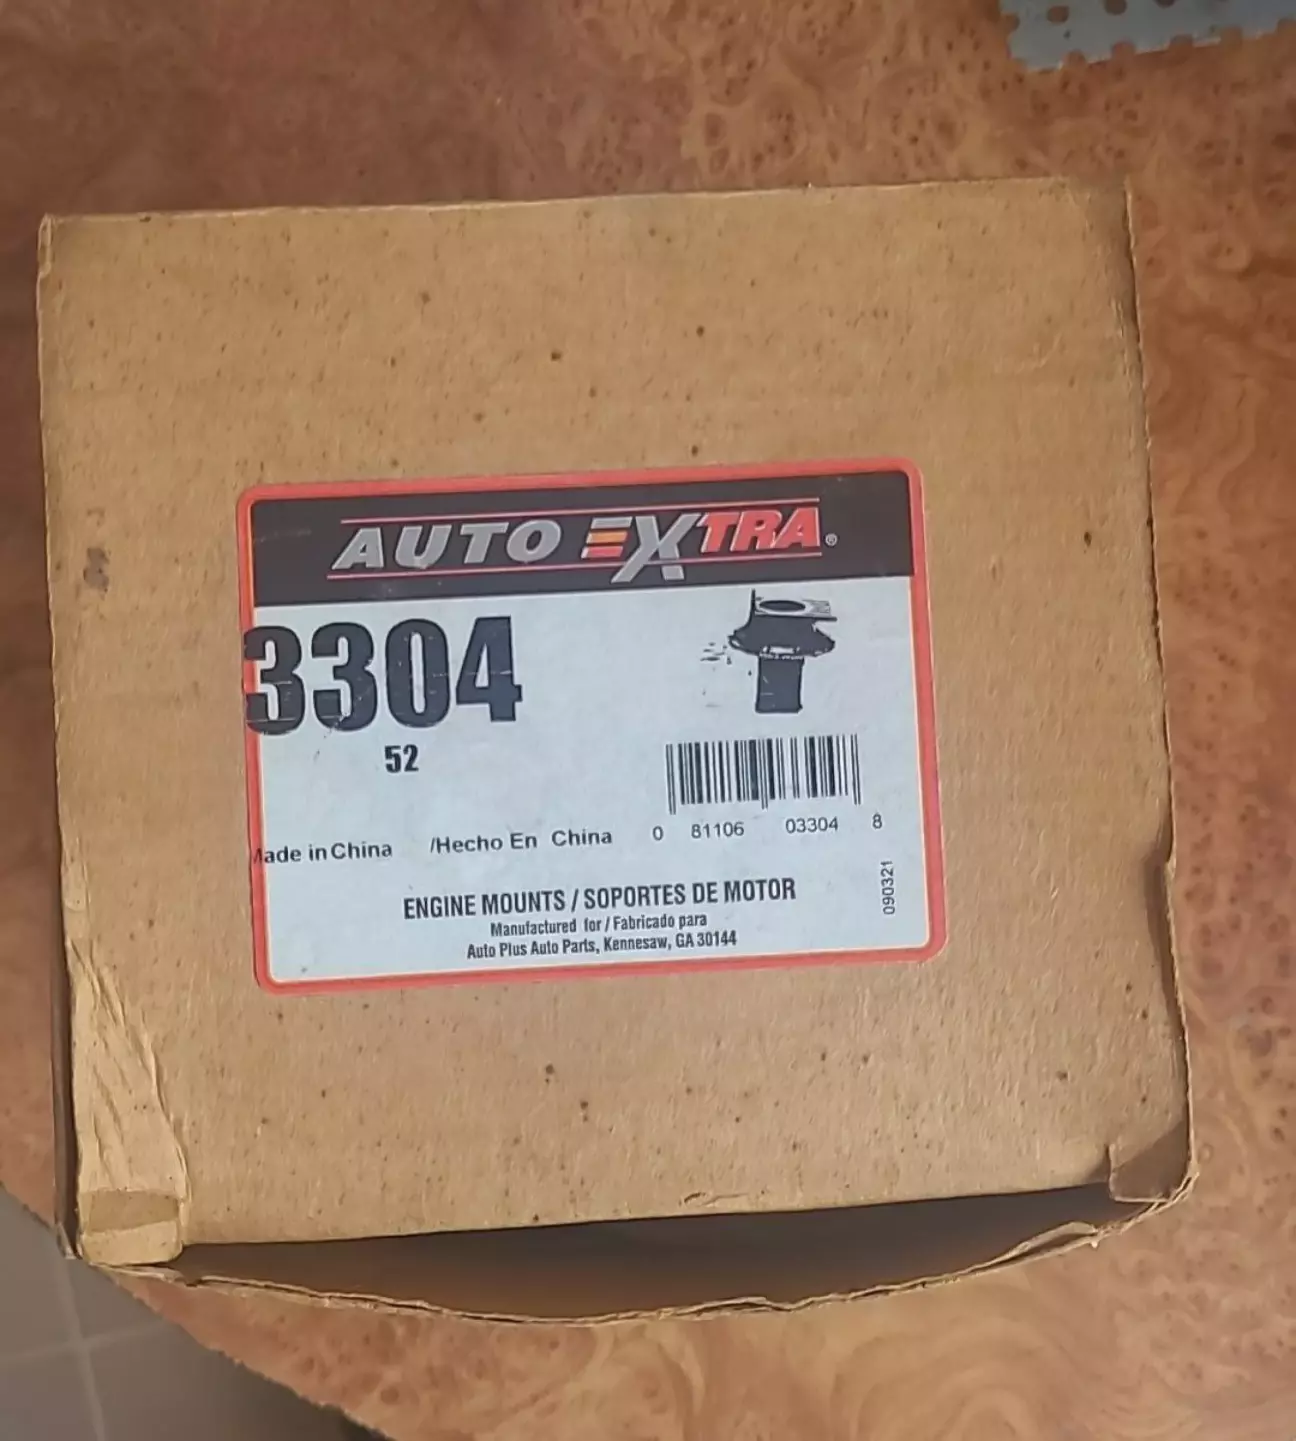 AUTO EXTRA®
3304
52
Made in China /Hecho En China
0 81106 03304 8
090321
ENGINE MOUNTS / SOPORTES DE MOTOR
Manufactured for / Fabricado para
Auto Plus Auto Parts, Kennesaw, GA 30144